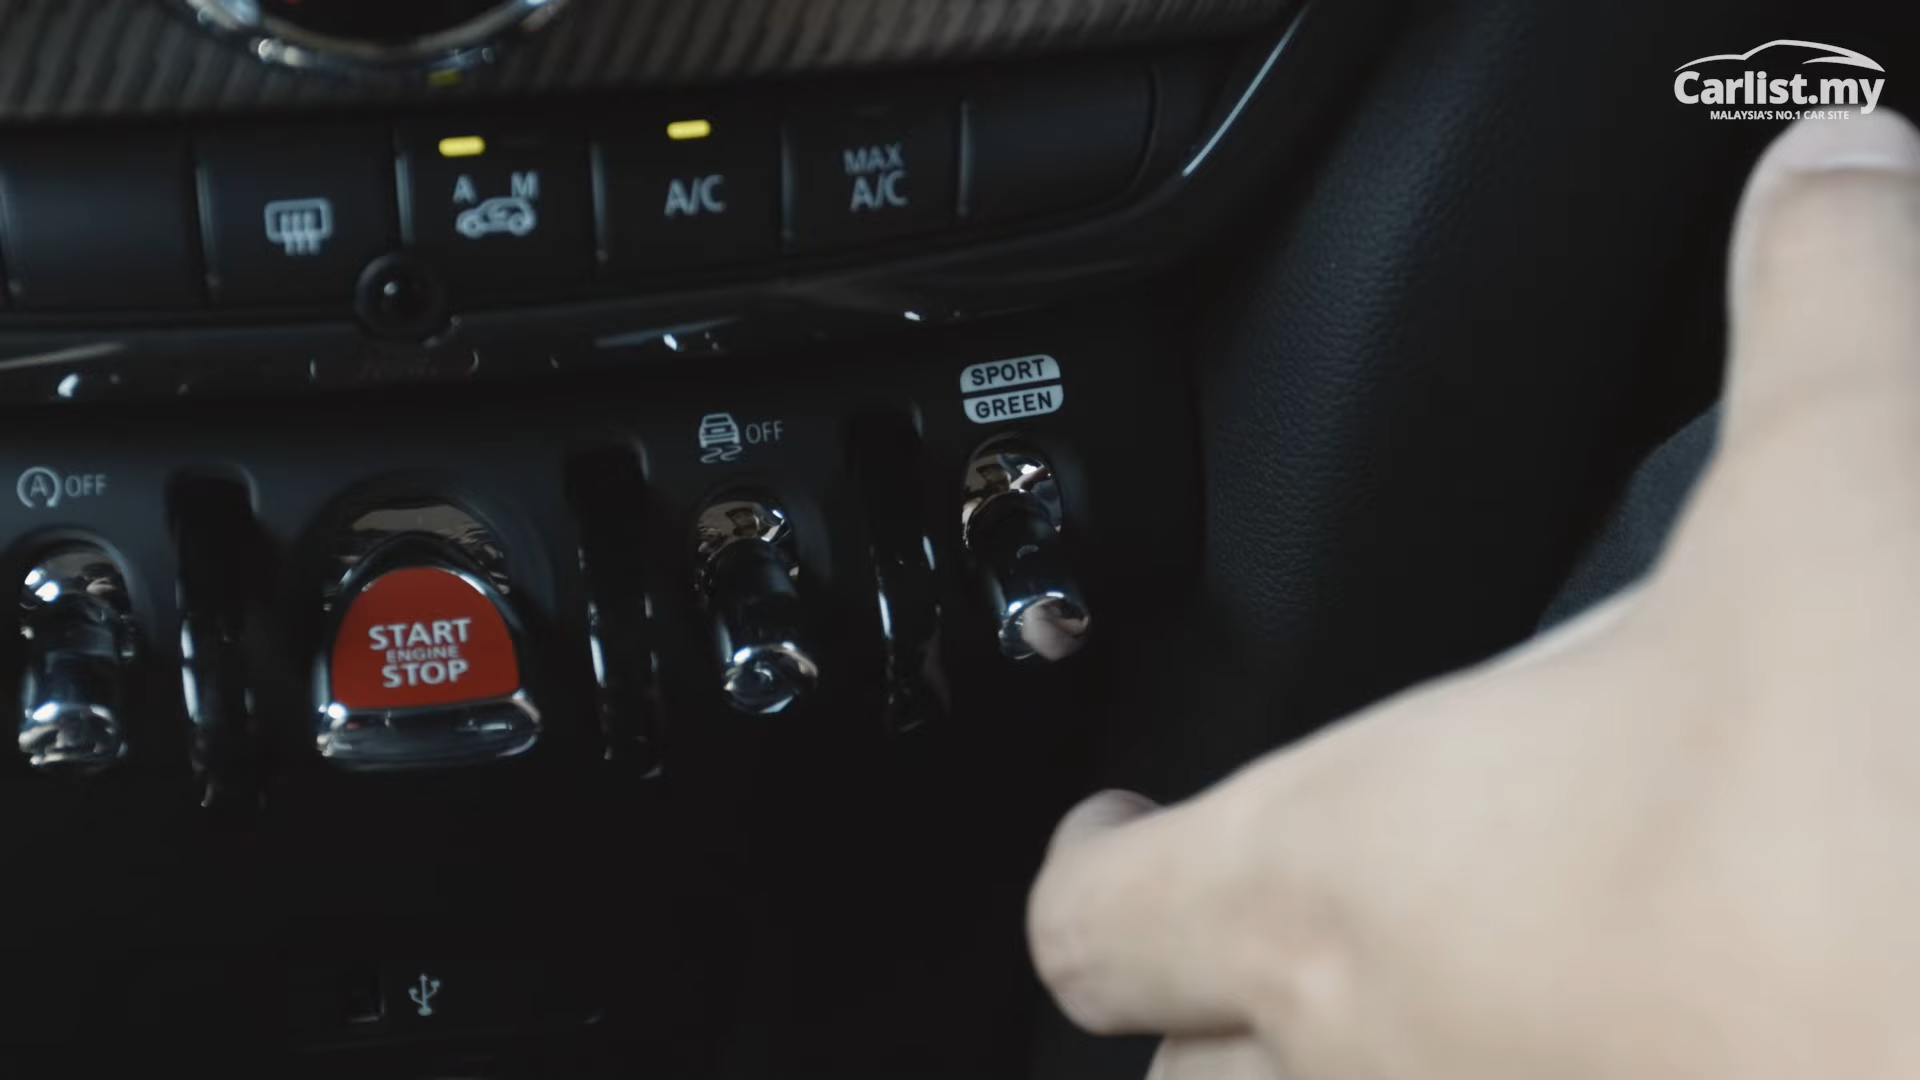 Carlist.my
MALAYSIA'S NO.1 CAR SITE
A M
A/C
MAX
A/C
SPORT
GREEN
OFF
A OFF
START
ENGINE
STOP